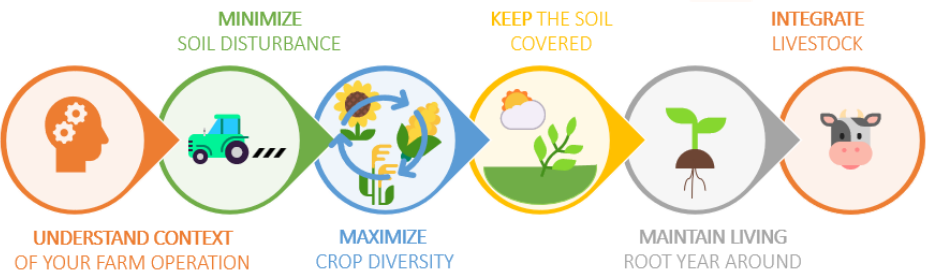 UNDERSTAND CONTEXT
OF YOUR FARM OPERATION
MINIMIZE
SOIL DISTURBANCE
MAXIMIZE
CROP DIVERSITY
KEEP THE SOIL
COVERED
MAINTAIN LIVING
ROOT YEAR AROUND
INTEGRATE
LIVESTOCK